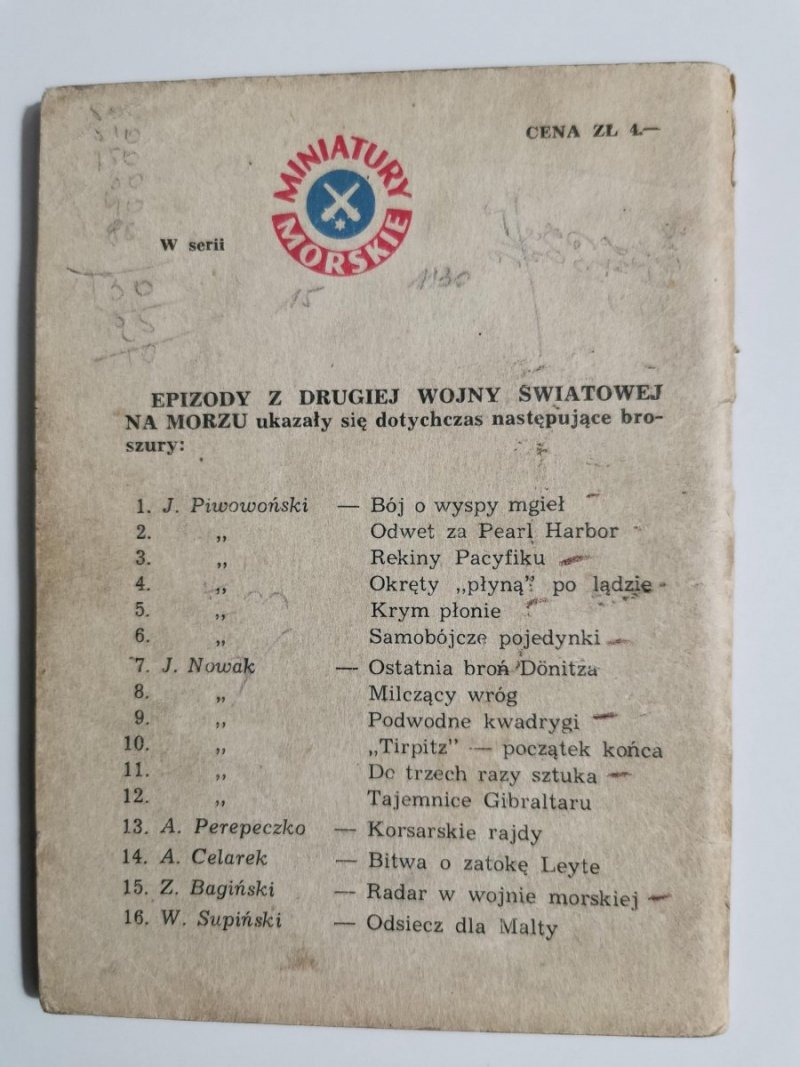 CENA ZŁ 4.—
MINIATURY
MORSKIE
W serii
15
1130
EPIZODY Z DRUGIEJ WOJNY ŚWIATOWEJ
NA MORZU ukazały się dotychczas następujące bro-
szury:
1. J. Piwowoński — Bój o wyspy mgieł
2. „ Odwet za Pearl Harbor
3. „ Rekiny Pacyfiku
4. „ Okręty „płyną” po lądzie
5. „ Krym płonie
6. „ Samobójcze pojedynki
7. J. Nowak — Ostatnia broń Dönitza
8. „ Milczący wróg
9. „ Podwodne kwadrygi
10. „ „Tirpitz” — początek końca
11. „ Do trzech razy sztuka
12. „ Tajemnice Gibraltaru
13. A. Perepeczko — Korsarskie rajdy
14. A. Celarek — Bitwa o zatokę Leyte
15. Z. Bagiński — Radar w wojnie morskiej
16. W. Supiński — Odsiecz dla Malty